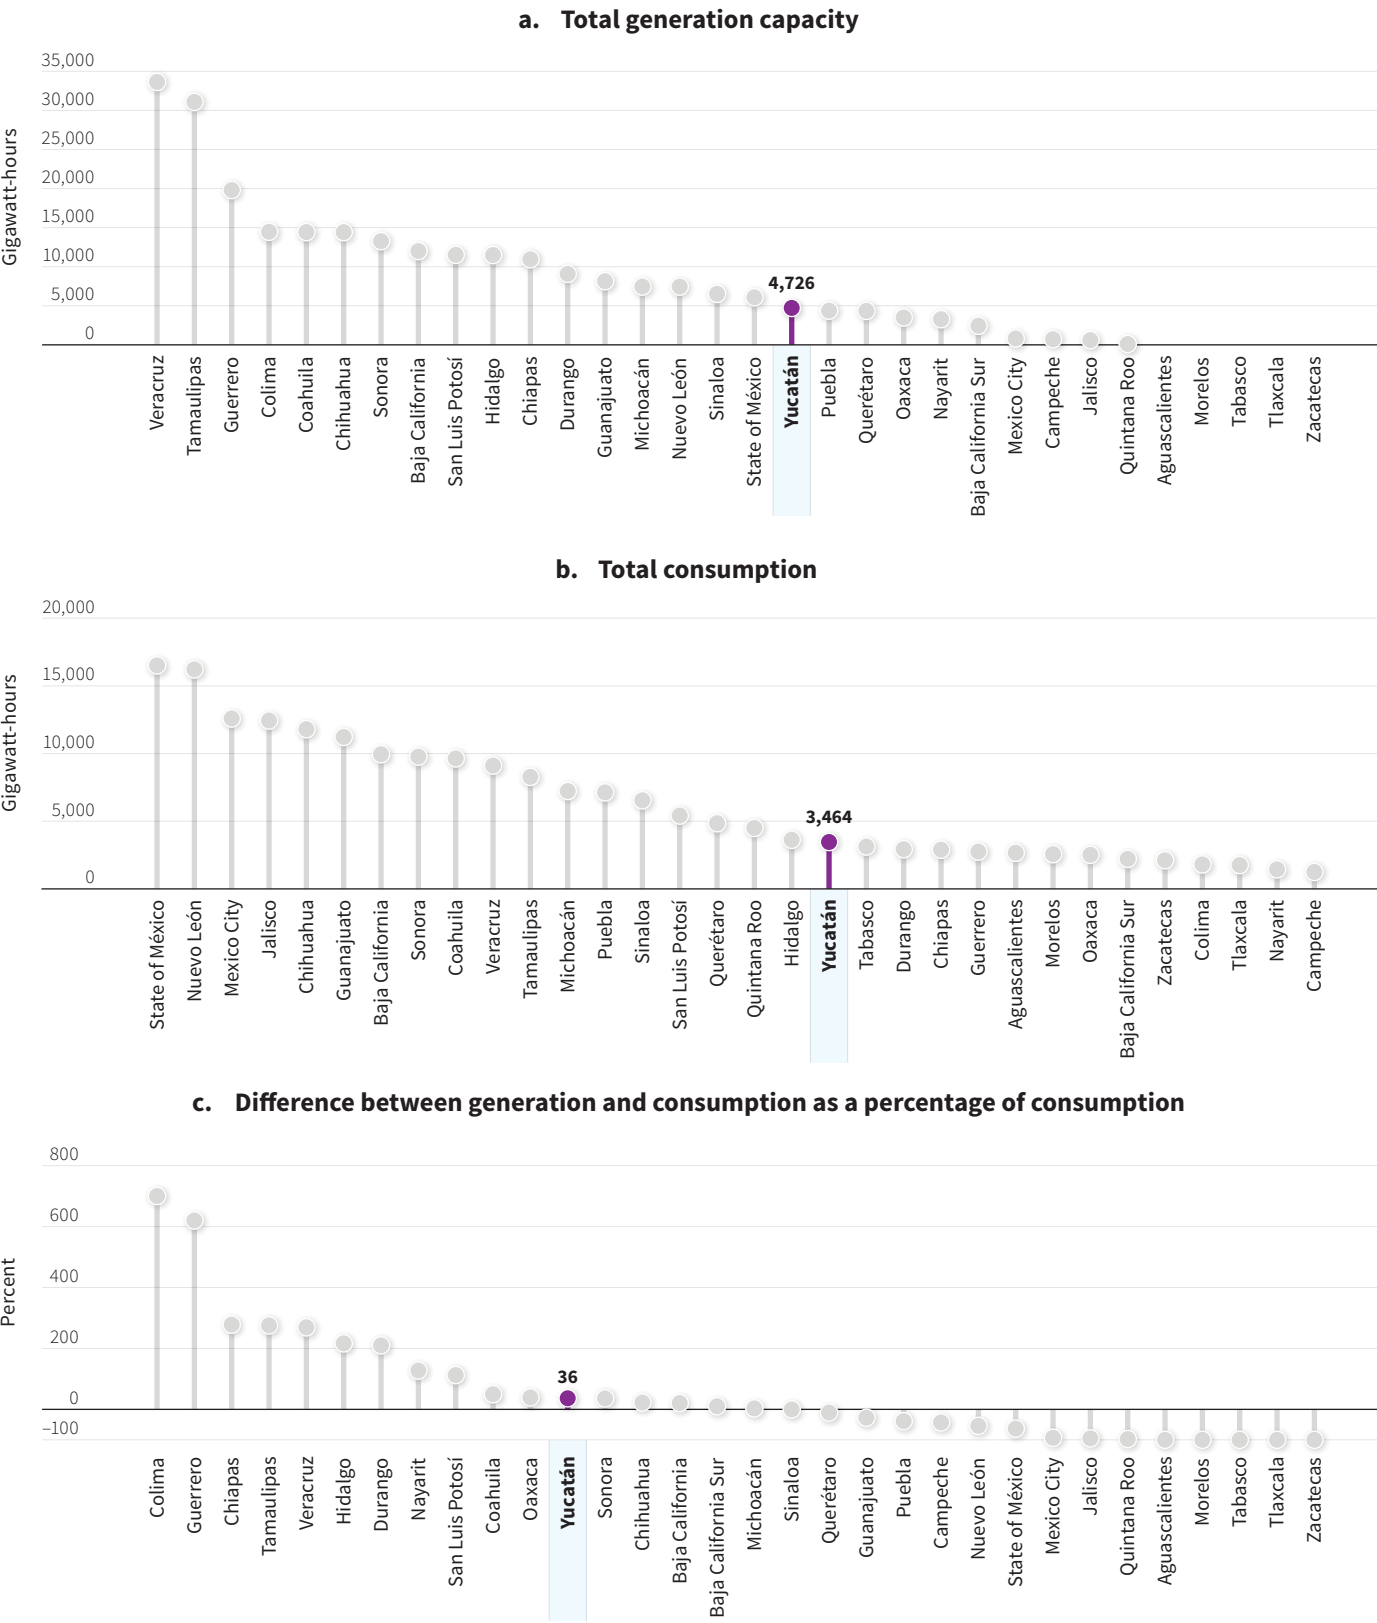 a. Total generation capacity
Gigawatt-hours
35,000
30,000
25,000
20,000
15,000
10,000
5,000
0
4,726
Veracruz
Tamaulipas
Guerrero
Colima
Coahuila
Chihuahua
Sonora
Baja California
San Luis Potosí
Hidalgo
Chiapas
Durango
Guanajuato
Michoacán
Nuevo León
Sinaloa
State of México
Yucatán
Puebla
Querétaro
Oaxaca
Nayarit
Baja California Sur
Mexico City
Campeche
Jalisco
Quintana Roo
Aguascalientes
Morelos
Tabasco
Tlaxcala
Zacatecas
b. Total consumption
Gigawatt-hours
20,000
15,000
10,000
5,000
0
3,464
State of México
Nuevo León
Mexico City
Jalisco
Chihuahua
Guanajuato
Baja California
Sonora
Coahuila
Veracruz
Tamaulipas
Michoacán
Puebla
Sinaloa
San Luis Potosí
Querétaro
Quintana Roo
Hidalgo
Yucatán
Tabasco
Durango
Chiapas
Guerrero
Aguascalientes
Morelos
Oaxaca
Baja California Sur
Zacatecas
Colima
Tlaxcala
Nayarit
Campeche
c. Difference between generation and consumption as a percentage of consumption
Percent
800
600
400
200
0
−100
36
Colima
Guerrero
Chiapas
Tamaulipas
Veracruz
Hidalgo
Durango
Nayarit
San Luis Potosí
Coahuila
Oaxaca
Yucatán
Sonora
Chihuahua
Baja California
Baja California Sur
Michoacán
Sinaloa
Querétaro
Guanajuato
Puebla
Campeche
Nuevo León
State of México
Mexico City
Jalisco
Quintana Roo
Aguascalientes
Morelos
Tabasco
Tlaxcala
Zacatecas